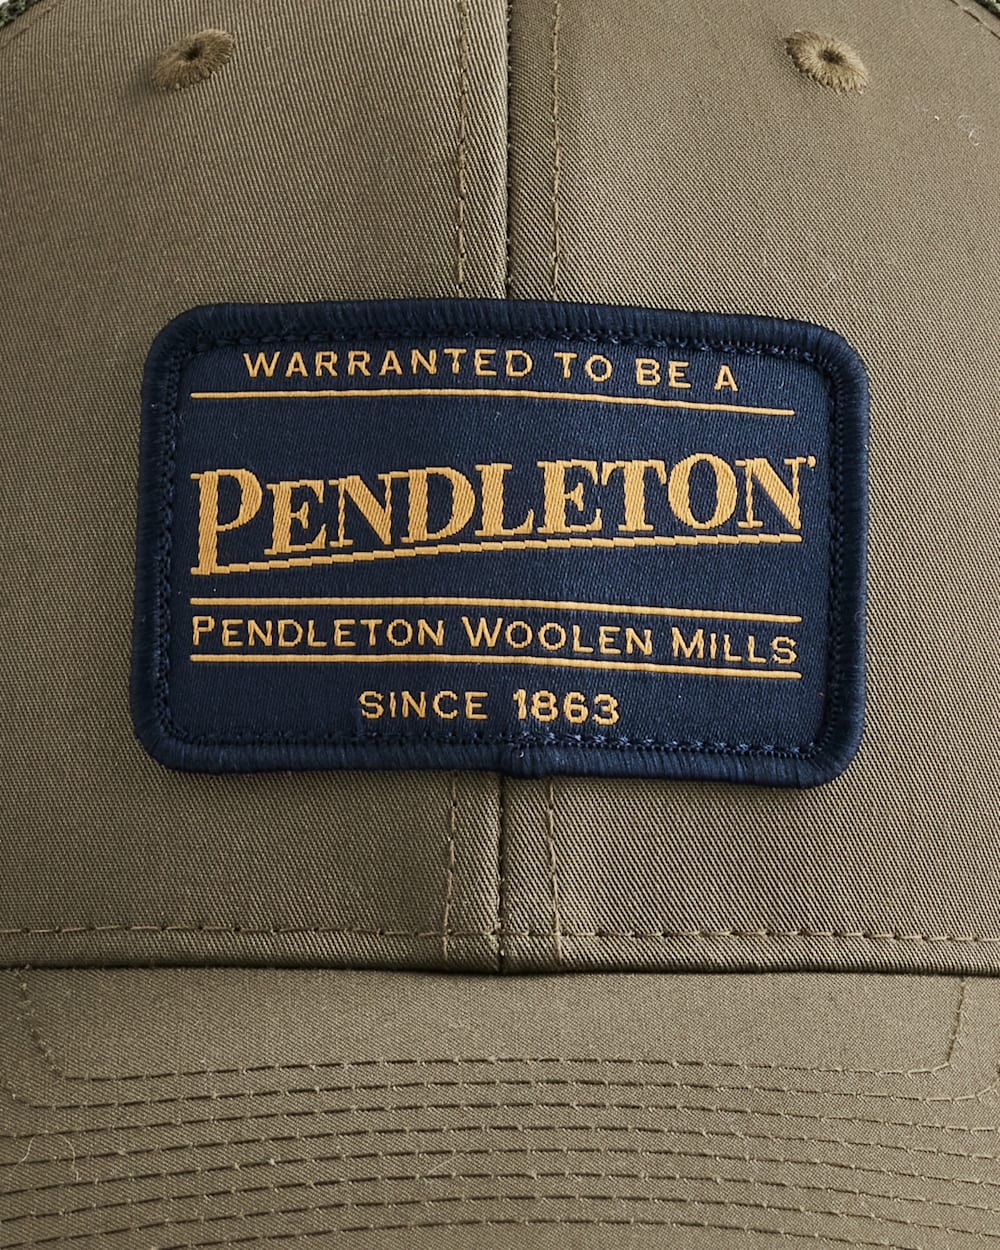 WARRANTED TO BE A
PENDLETON
PENDLETON WOOLEN MILLS
SINCE 1863